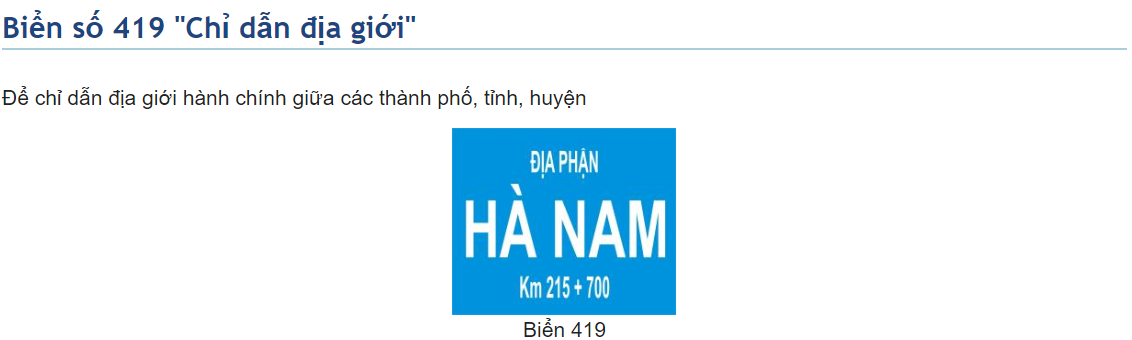 Biển số 419 "Chỉ dẫn địa giới"
Để chỉ dẫn địa giới hành chính giữa các thành phố, tỉnh, huyện
ĐỊA PHẬN
HÀ NAM
Km 215 + 700
Biển 419